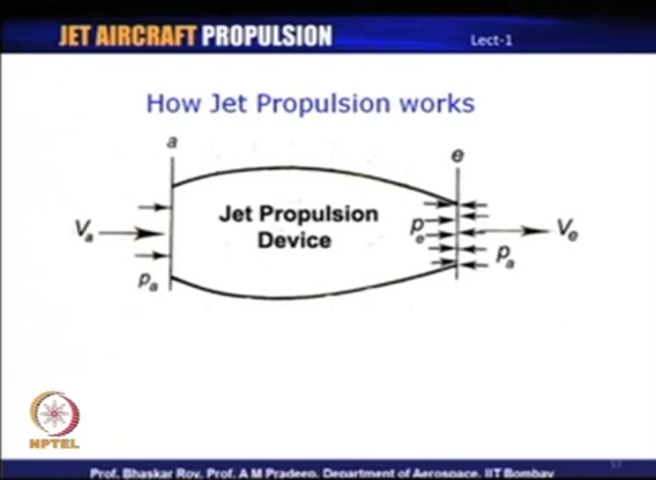 JET AIRCRAFT PROPULSION
Lect-1
How Jet Propulsion works
a
e
Jet Propulsion
Device
Va
pa
Pe
Pa
Ve
NPTEL
Prof. Bhaskar Roy, Prof. A M Pradeep, Department of Aerospace, IIT Bombay
13